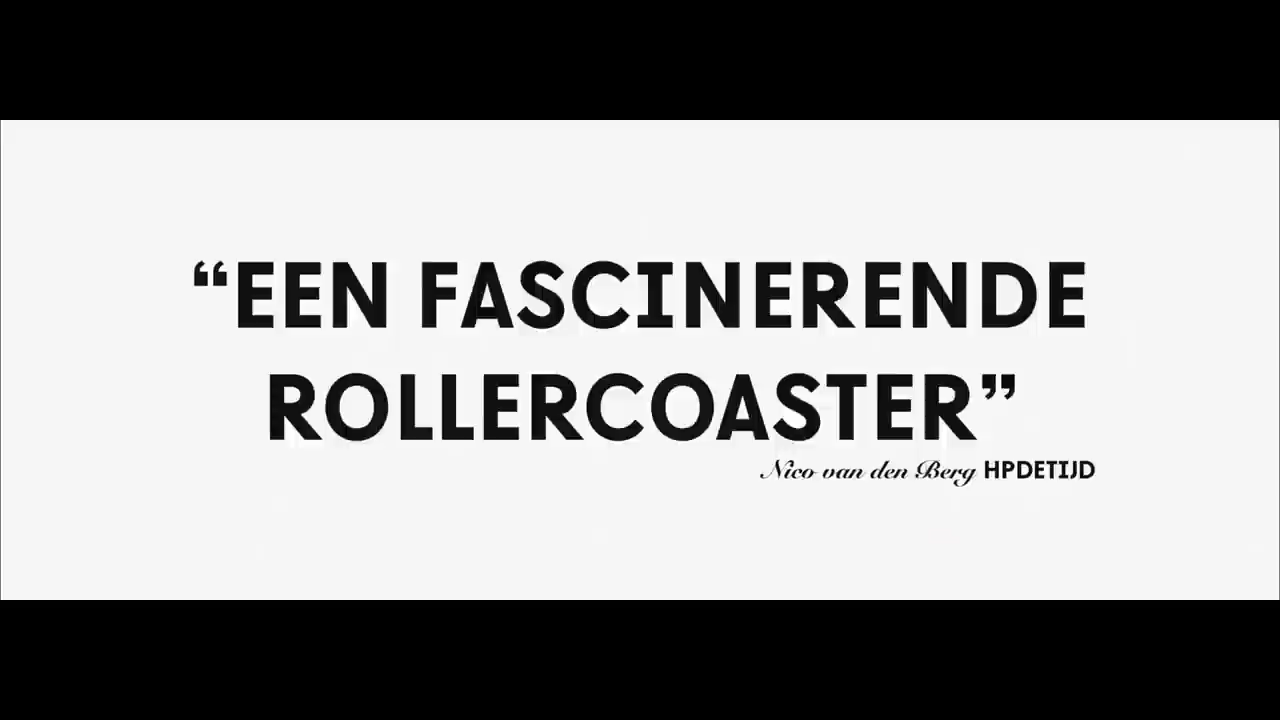 “EEN FASCINERENDE
ROLLERCOASTER”
Nico van den Berg HPDETIJD